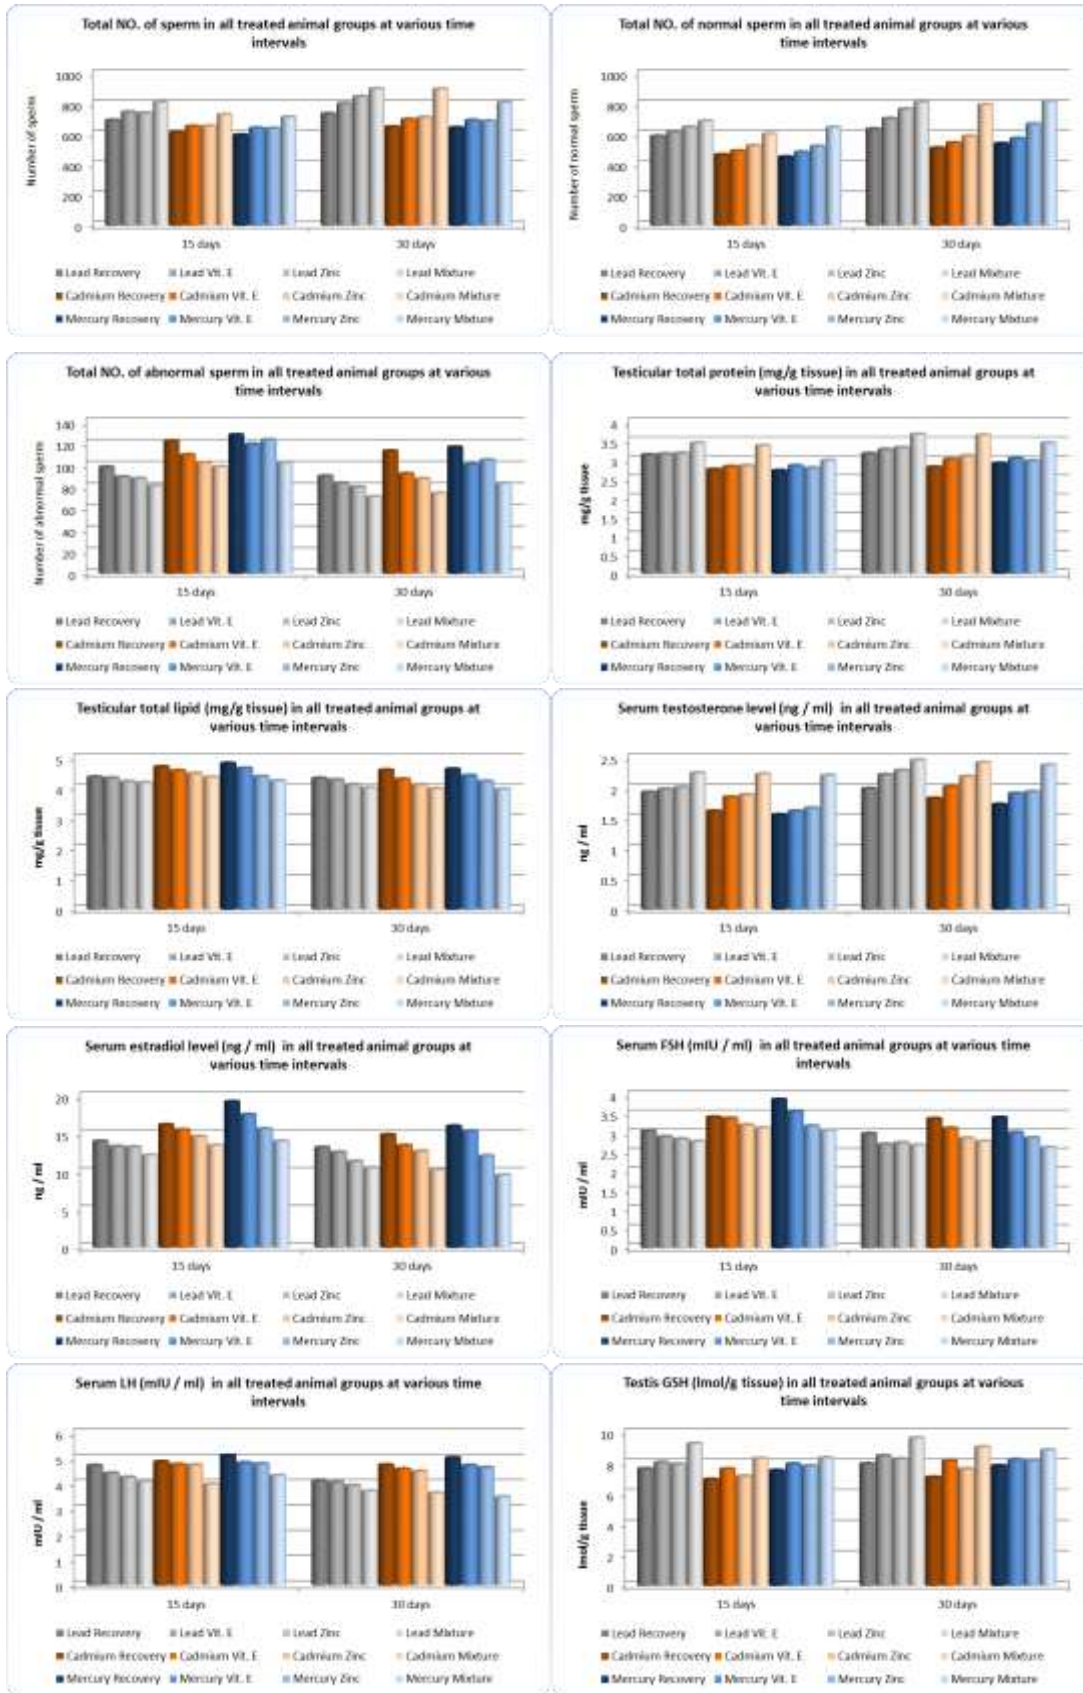 Total NO. of sperm in all treated animal groups at various time
intervals
Number of sperm
1000
800
600
400
200
0
15 days 30 days
Lead Recovery Lead Vit. E Lead Zinc Lead Mixture
Cadmium Recovery Cadmium Vit. E Cadmium Zinc Cadmium Mixture
Mercury Recovery Mercury Vit. E Mercury Zinc Mercury Mixture
Total NO. of normal sperm in all treated animal groups at various
time intervals
Number of normal sperm
1000
800
600
400
200
0
15 days 30 days
Lead Recovery Lead Vit. E Lead Zinc Lead Mixture
Cadmium Recovery Cadmium Vit. E Cadmium Zinc Cadmium Mixture
Mercury Recovery Mercury Vit. E Mercury Zinc Mercury Mixture
Total NO. of abnormal sperm in all treated animal groups at various
time intervals
Number of abnormal sperm
140
120
100
80
60
40
20
0
15 days 30 days
Lead Recovery Lead Vit. E Lead Zinc Lead Mixture
Cadmium Recovery Cadmium Vit. E Cadmium Zinc Cadmium Mixture
Mercury Recovery Mercury Vit. E Mercury Zinc Mercury Mixture
Testicular total protein (mg/g tissue) in all treated animal groups at
various time intervals
mg/g tissue
4
3.5
3
2.5
2
1.5
1
0.5
0
15 days 30 days
Lead Recovery Lead Vit. E Lead Zinc Lead Mixture
Cadmium Recovery Cadmium Vit. E Cadmium Zinc Cadmium Mixture
Mercury Recovery Mercury Vit. E Mercury Zinc Mercury Mixture
Testicular total lipid (mg/g tissue) in all treated animal groups at
various time intervals
mg/g tissue
5
4
3
2
1
0
15 days 30 days
Lead Recovery Lead Vit. E Lead Zinc Lead Mixture
Cadmium Recovery Cadmium Vit. E Cadmium Zinc Cadmium Mixture
Mercury Recovery Mercury Vit. E Mercury Zinc Mercury Mixture
Serum testosterone level (ng / ml) in all treated animal groups at
various time intervals
ng / ml
2.5
2
1.5
1
0.5
0
15 days 30 days
Lead Recovery Lead Vit. E Lead Zinc Lead Mixture
Cadmium Recovery Cadmium Vit. E Cadmium Zinc Cadmium Mixture
Mercury Recovery Mercury Vit. E Mercury Zinc Mercury Mixture
Serum estradiol level (ng / ml) in all treated animal groups at
various time intervals
ng / ml
20
15
10
5
0
15 days 30 days
Lead Recovery Lead Vit. E Lead Zinc Lead Mixture
Cadmium Recovery Cadmium Vit. E Cadmium Zinc Cadmium Mixture
Mercury Recovery Mercury Vit. E Mercury Zinc Mercury Mixture
Serum FSH (mIU / ml) in all treated animal groups at various time
intervals
mIU / ml
4
3.5
3
2.5
2
1.5
1
0.5
0
15 days 30 days
Lead Recovery Lead Vit. E Lead Zinc Lead Mixture
Cadmium Recovery Cadmium Vit. E Cadmium Zinc Cadmium Mixture
Mercury Recovery Mercury Vit. E Mercury Zinc Mercury Mixture
Serum LH (mIU / ml) in all treated animal groups at various time
intervals
mIU / ml
6
5
4
3
2
1
0
15 days 30 days
Lead Recovery Lead Vit. E Lead Zinc Lead Mixture
Cadmium Recovery Cadmium Vit. E Cadmium Zinc Cadmium Mixture
Mercury Recovery Mercury Vit. E Mercury Zinc Mercury Mixture
Testis GSH (lmol/g tissue) in all treated animal groups at various
time intervals
lmol/g tissue
10
8
6
4
2
0
15 days 30 days
Lead Recovery Lead Vit. E Lead Zinc Lead Mixture
Cadmium Recovery Cadmium Vit. E Cadmium Zinc Cadmium Mixture
Mercury Recovery Mercury Vit. E Mercury Zinc Mercury Mixture